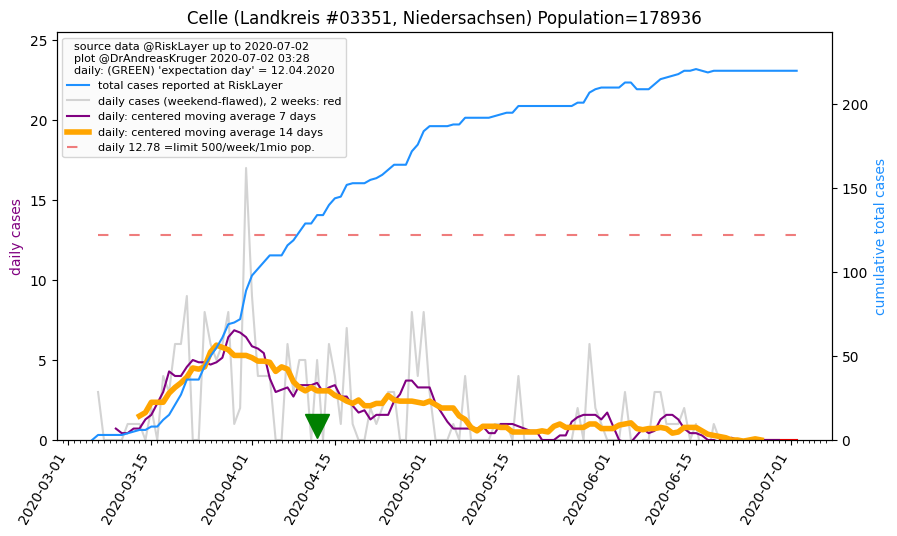 Celle (Landkreis #03351, Niedersachsen) Population=178936
source data @RiskLayer up to 2020-07-02
plot @DrAndreasKruger 2020-07-02 03:28
daily: (GREEN) 'expectation day' = 12.04.2020
total cases reported at RiskLayer
daily cases (weekend-flawed), 2 weeks: red
daily: centered moving average 7 days
daily: centered moving average 14 days
daily 12.78 =limit 500/week/1mio pop.
daily cases
25
20
15
10
5
0
cumulative total cases
200
150
100
50
0
2020-03-01
2020-03-15
2020-04-01
2020-04-15
2020-05-01
2020-05-15
2020-06-01
2020-06-15
2020-07-01